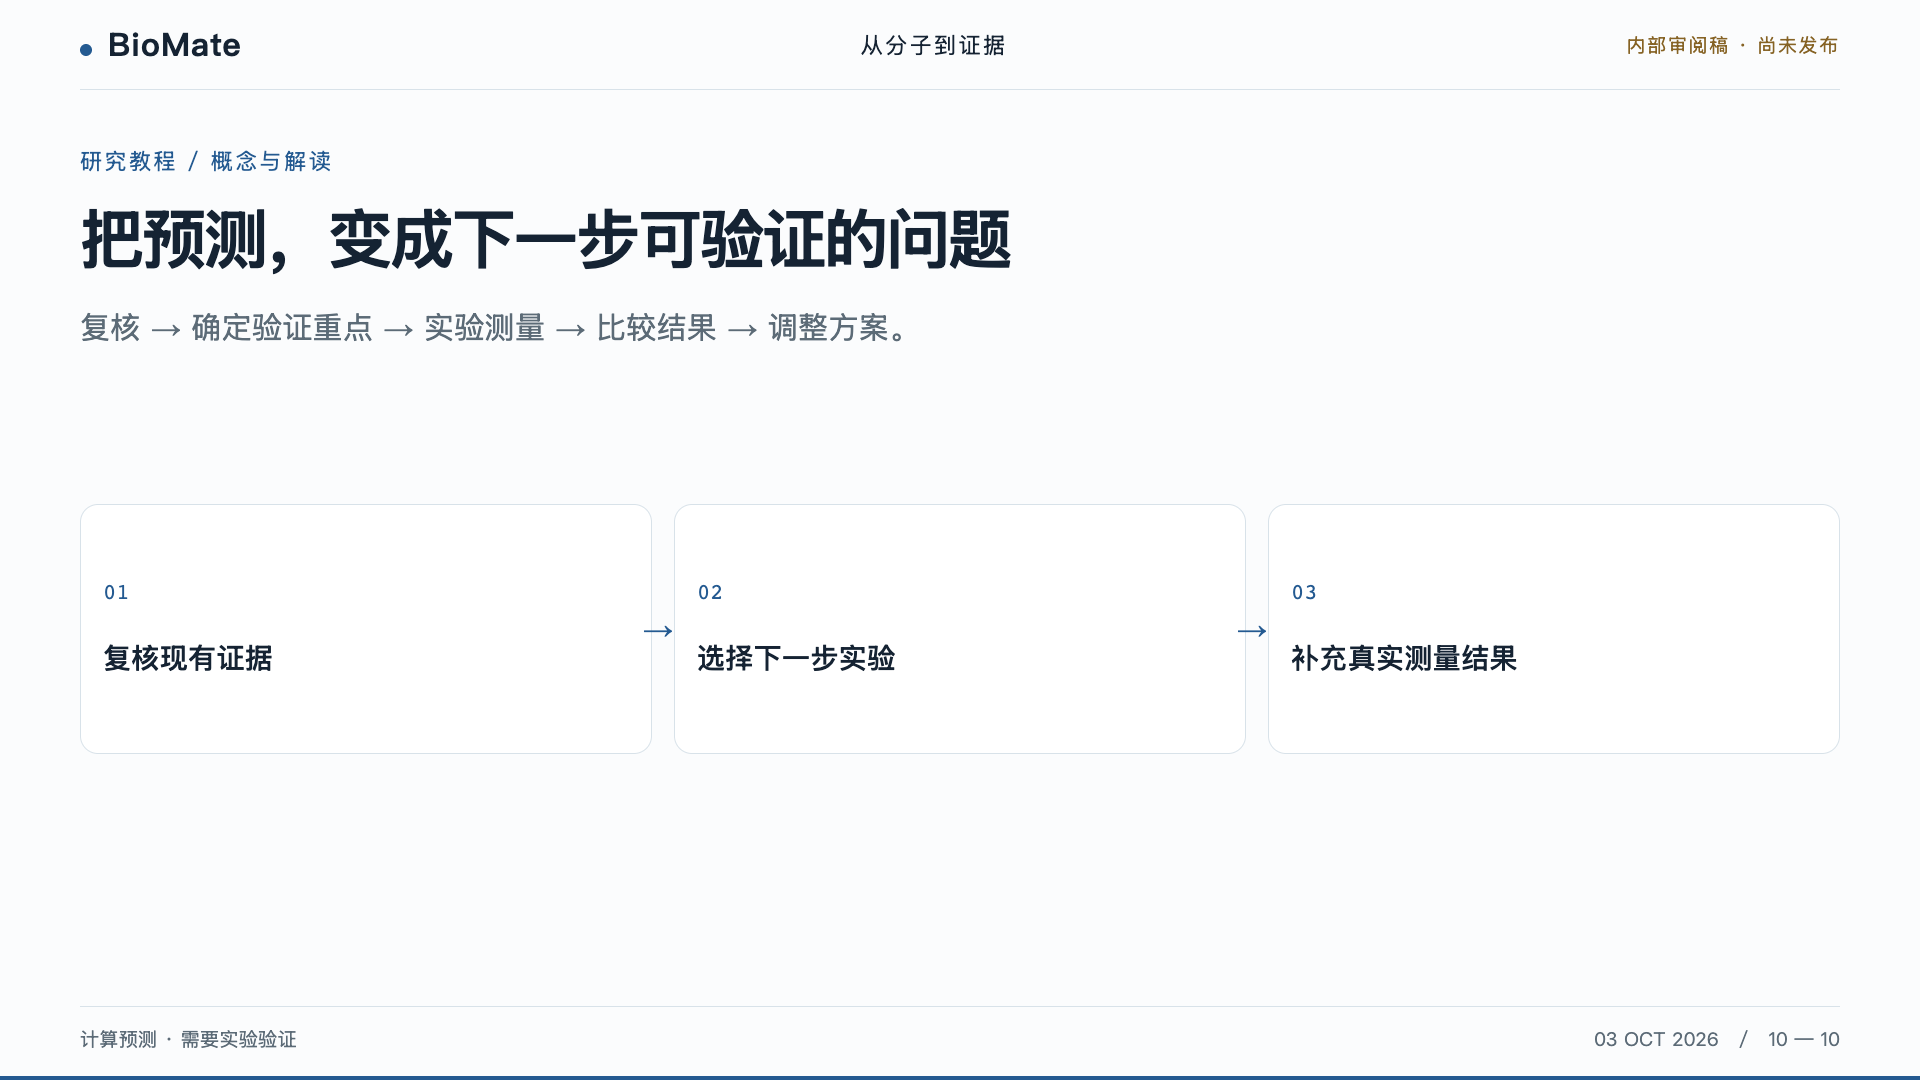 BioMate
从分子到证据
内部审阅稿 · 尚未发布
研究教程 / 概念与解读
把预测，变成下一步可验证的问题
复核 → 确定验证重点 → 实验测量 → 比较结果 → 调整方案。
01
复核现有证据
→
02
选择下一步实验
→
03
补充真实测量结果
计算预测 · 需要实验验证
03 OCT 2026 / 10 — 10